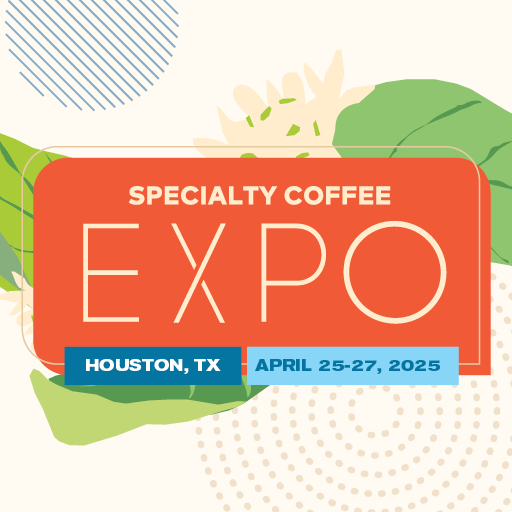 SPECIALTY COFFEE
EXPO
HOUSTON, TX
APRIL 25-27, 2025